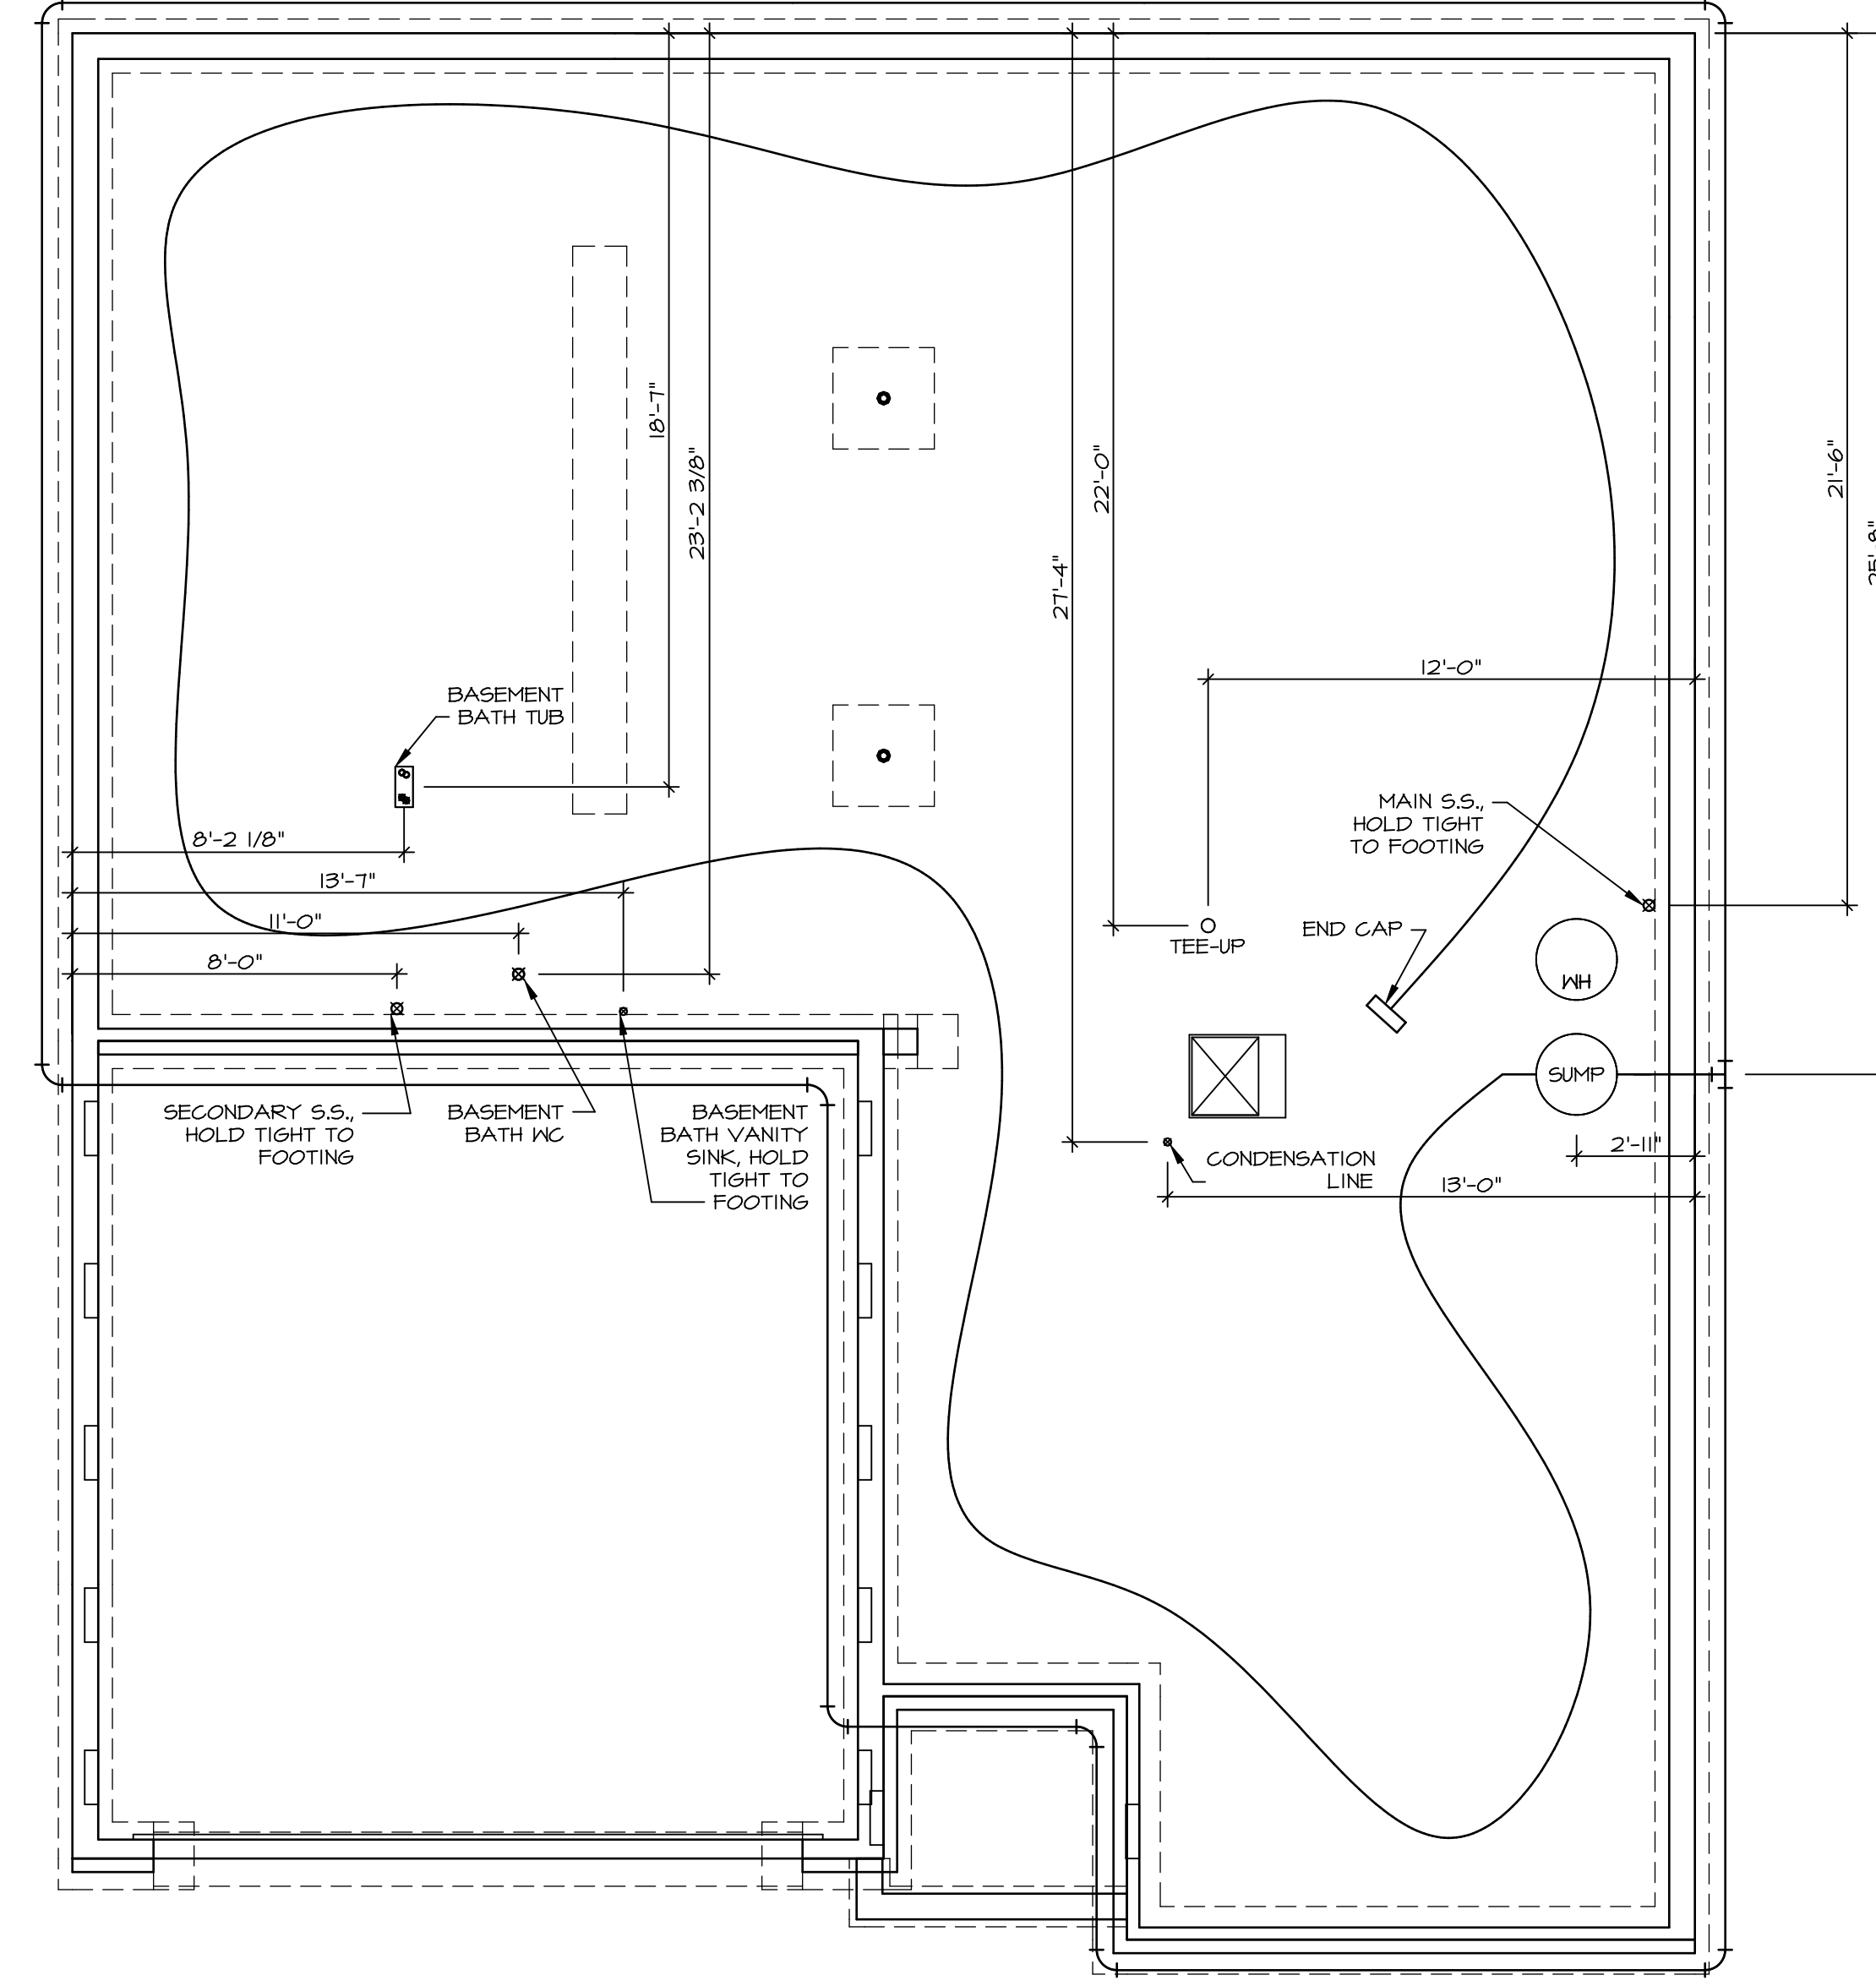 18'-7"
23'-2 3/8"
22'-0"
27'-4"
21'-6"
25'-8"
12'-0"
BASEMENT
BATH TUB
MAIN S.S.,
HOLD TIGHT
TO FOOTING
8'-2 1/8"
13'-7"
11'-0"
8'-0"
TEE-UP
END CAP
WH
SUMP
SECONDARY S.S.,
HOLD TIGHT TO
FOOTING
BASEMENT
BATH WC
BASEMENT
BATH VANITY
SINK, HOLD
TIGHT TO
FOOTING
CONDENSATION
LINE
2'-11"
13'-0"